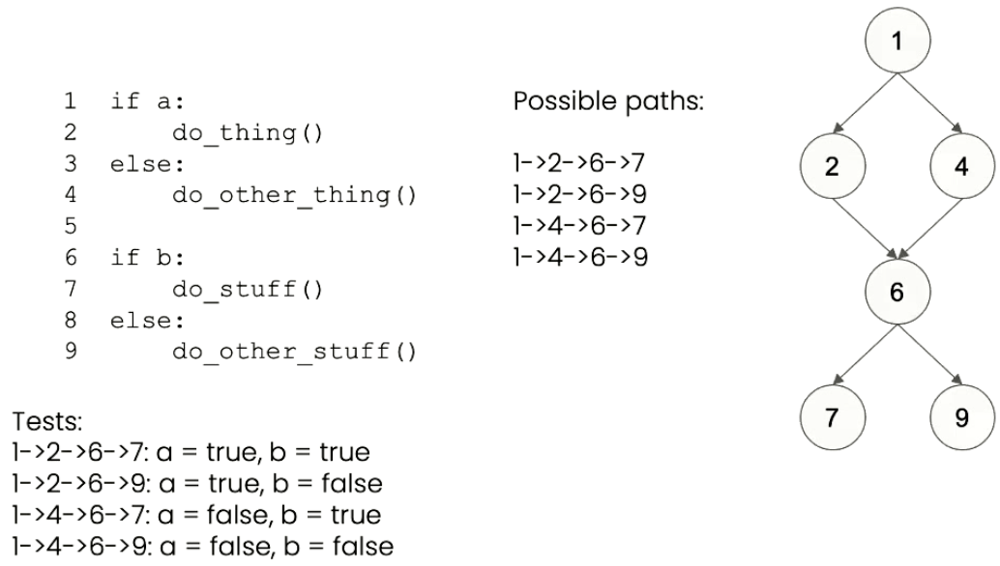 1 if a:
2     do_thing()
3 else:
4     do_other_thing()
5
6 if b:
7     do_stuff()
8 else:
9     do_other_stuff()
Possible paths:
1->2->6->7
1->2->6->9
1->4->6->7
1->4->6->9
1
2 4
6
7 9
Tests:
1->2->6->7: a = true, b = true
1->2->6->9: a = true, b = false
1->4->6->7: a = false, b = true
1->4->6->9: a = false, b = false